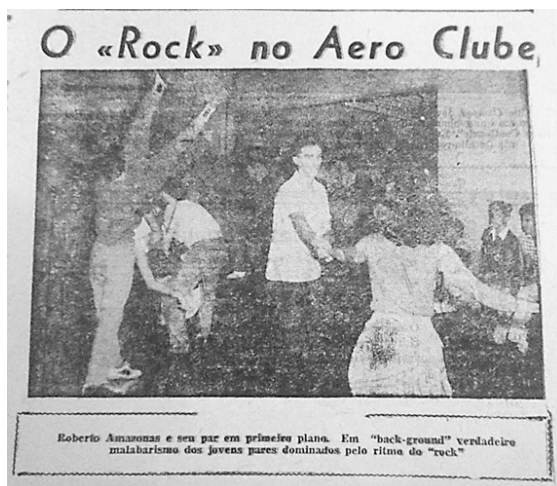 O «Rock» no Aero Clube,
Roberto Amazonas e seu par em primeiro plano. Em "back-ground" verdadeiro
malabarismo dos jovens pares dominados pelo ritmo do "rock"